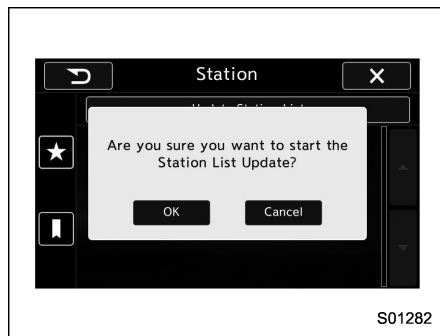 Station
Are you sure you want to start the
Station List Update?
OK
Cancel
S01282